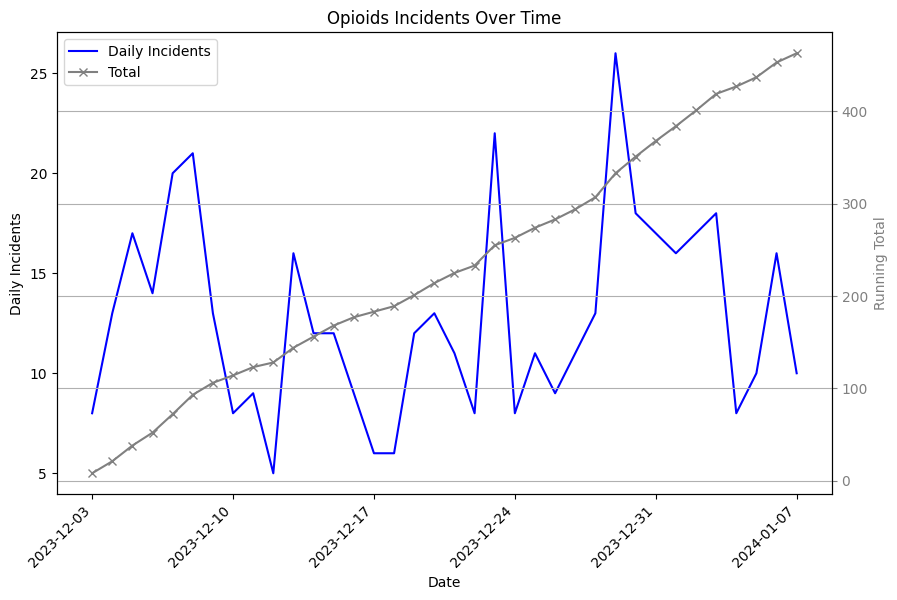 Opioids Incidents Over Time
Daily Incidents
Total
25
20
15
10
5
Daily Incidents
400
300
200
100
0
Running Total
2023-12-03
2023-12-10
2023-12-17
2023-12-24
2023-12-31
2024-01-07
Date